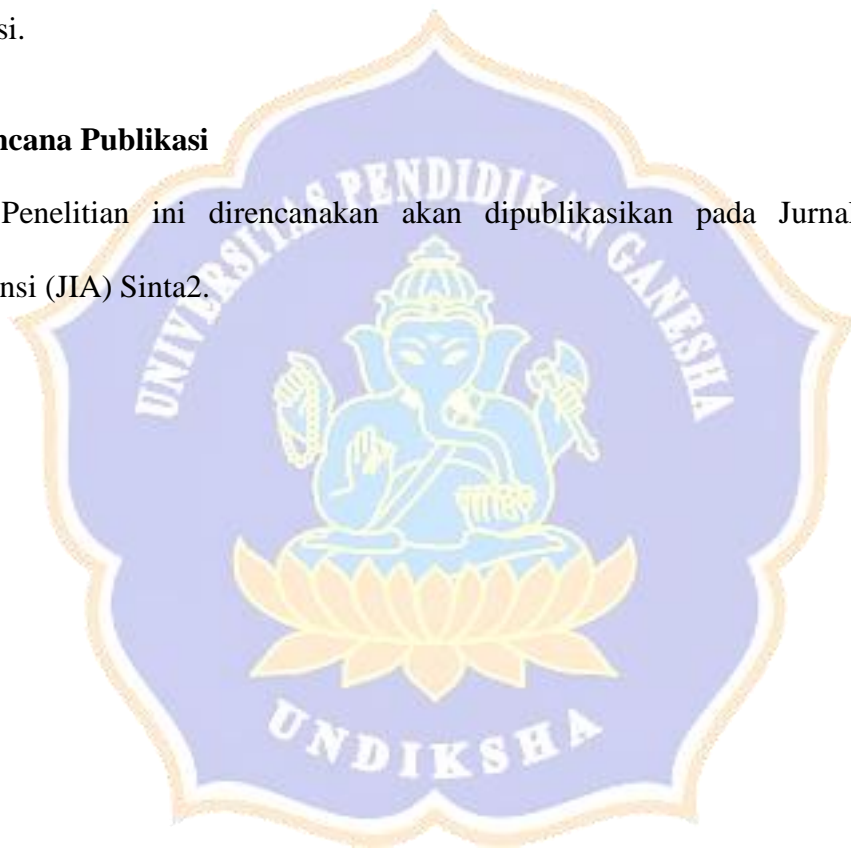 si.
ncana Publikasi
Penelitian ini direncanakan akan dipublikasikan pada Jurnal
nsi (JIA) Sinta2.
UNIVERSITAS PENDIDIKAN GANESHA
UNDIKSHA